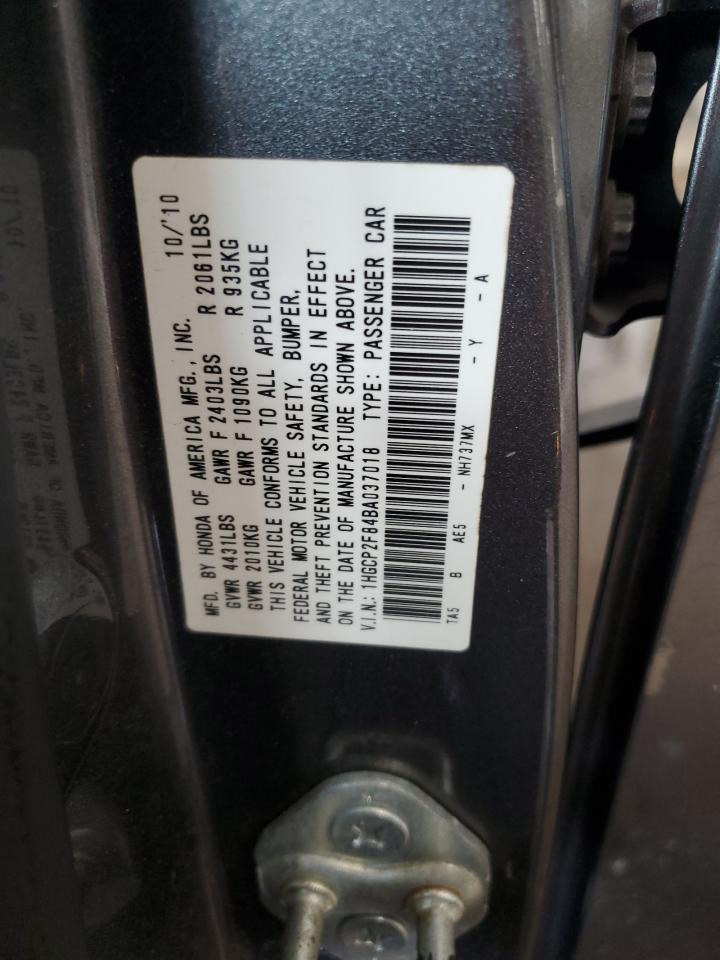 MFD. BY HONDA OF AMERICA MFG., INC. 10/'10
GVWR 4431LBS GAWR F 2403LBS R 2061LBS
GVWR 2010KG GAWR F 1090KG R 935KG
THIS VEHICLE CONFORMS TO ALL APPLICABLE
FEDERAL MOTOR VEHICLE SAFETY, BUMPER,
AND THEFT PREVENTION STANDARDS IN EFFECT
ON THE DATE OF MANUFACTURE SHOWN ABOVE.
V.I.N.: 1HGCP2F84BA037018 TYPE: PASSENGER CAR
TA5 B AE5 - NH737MX - Y - A